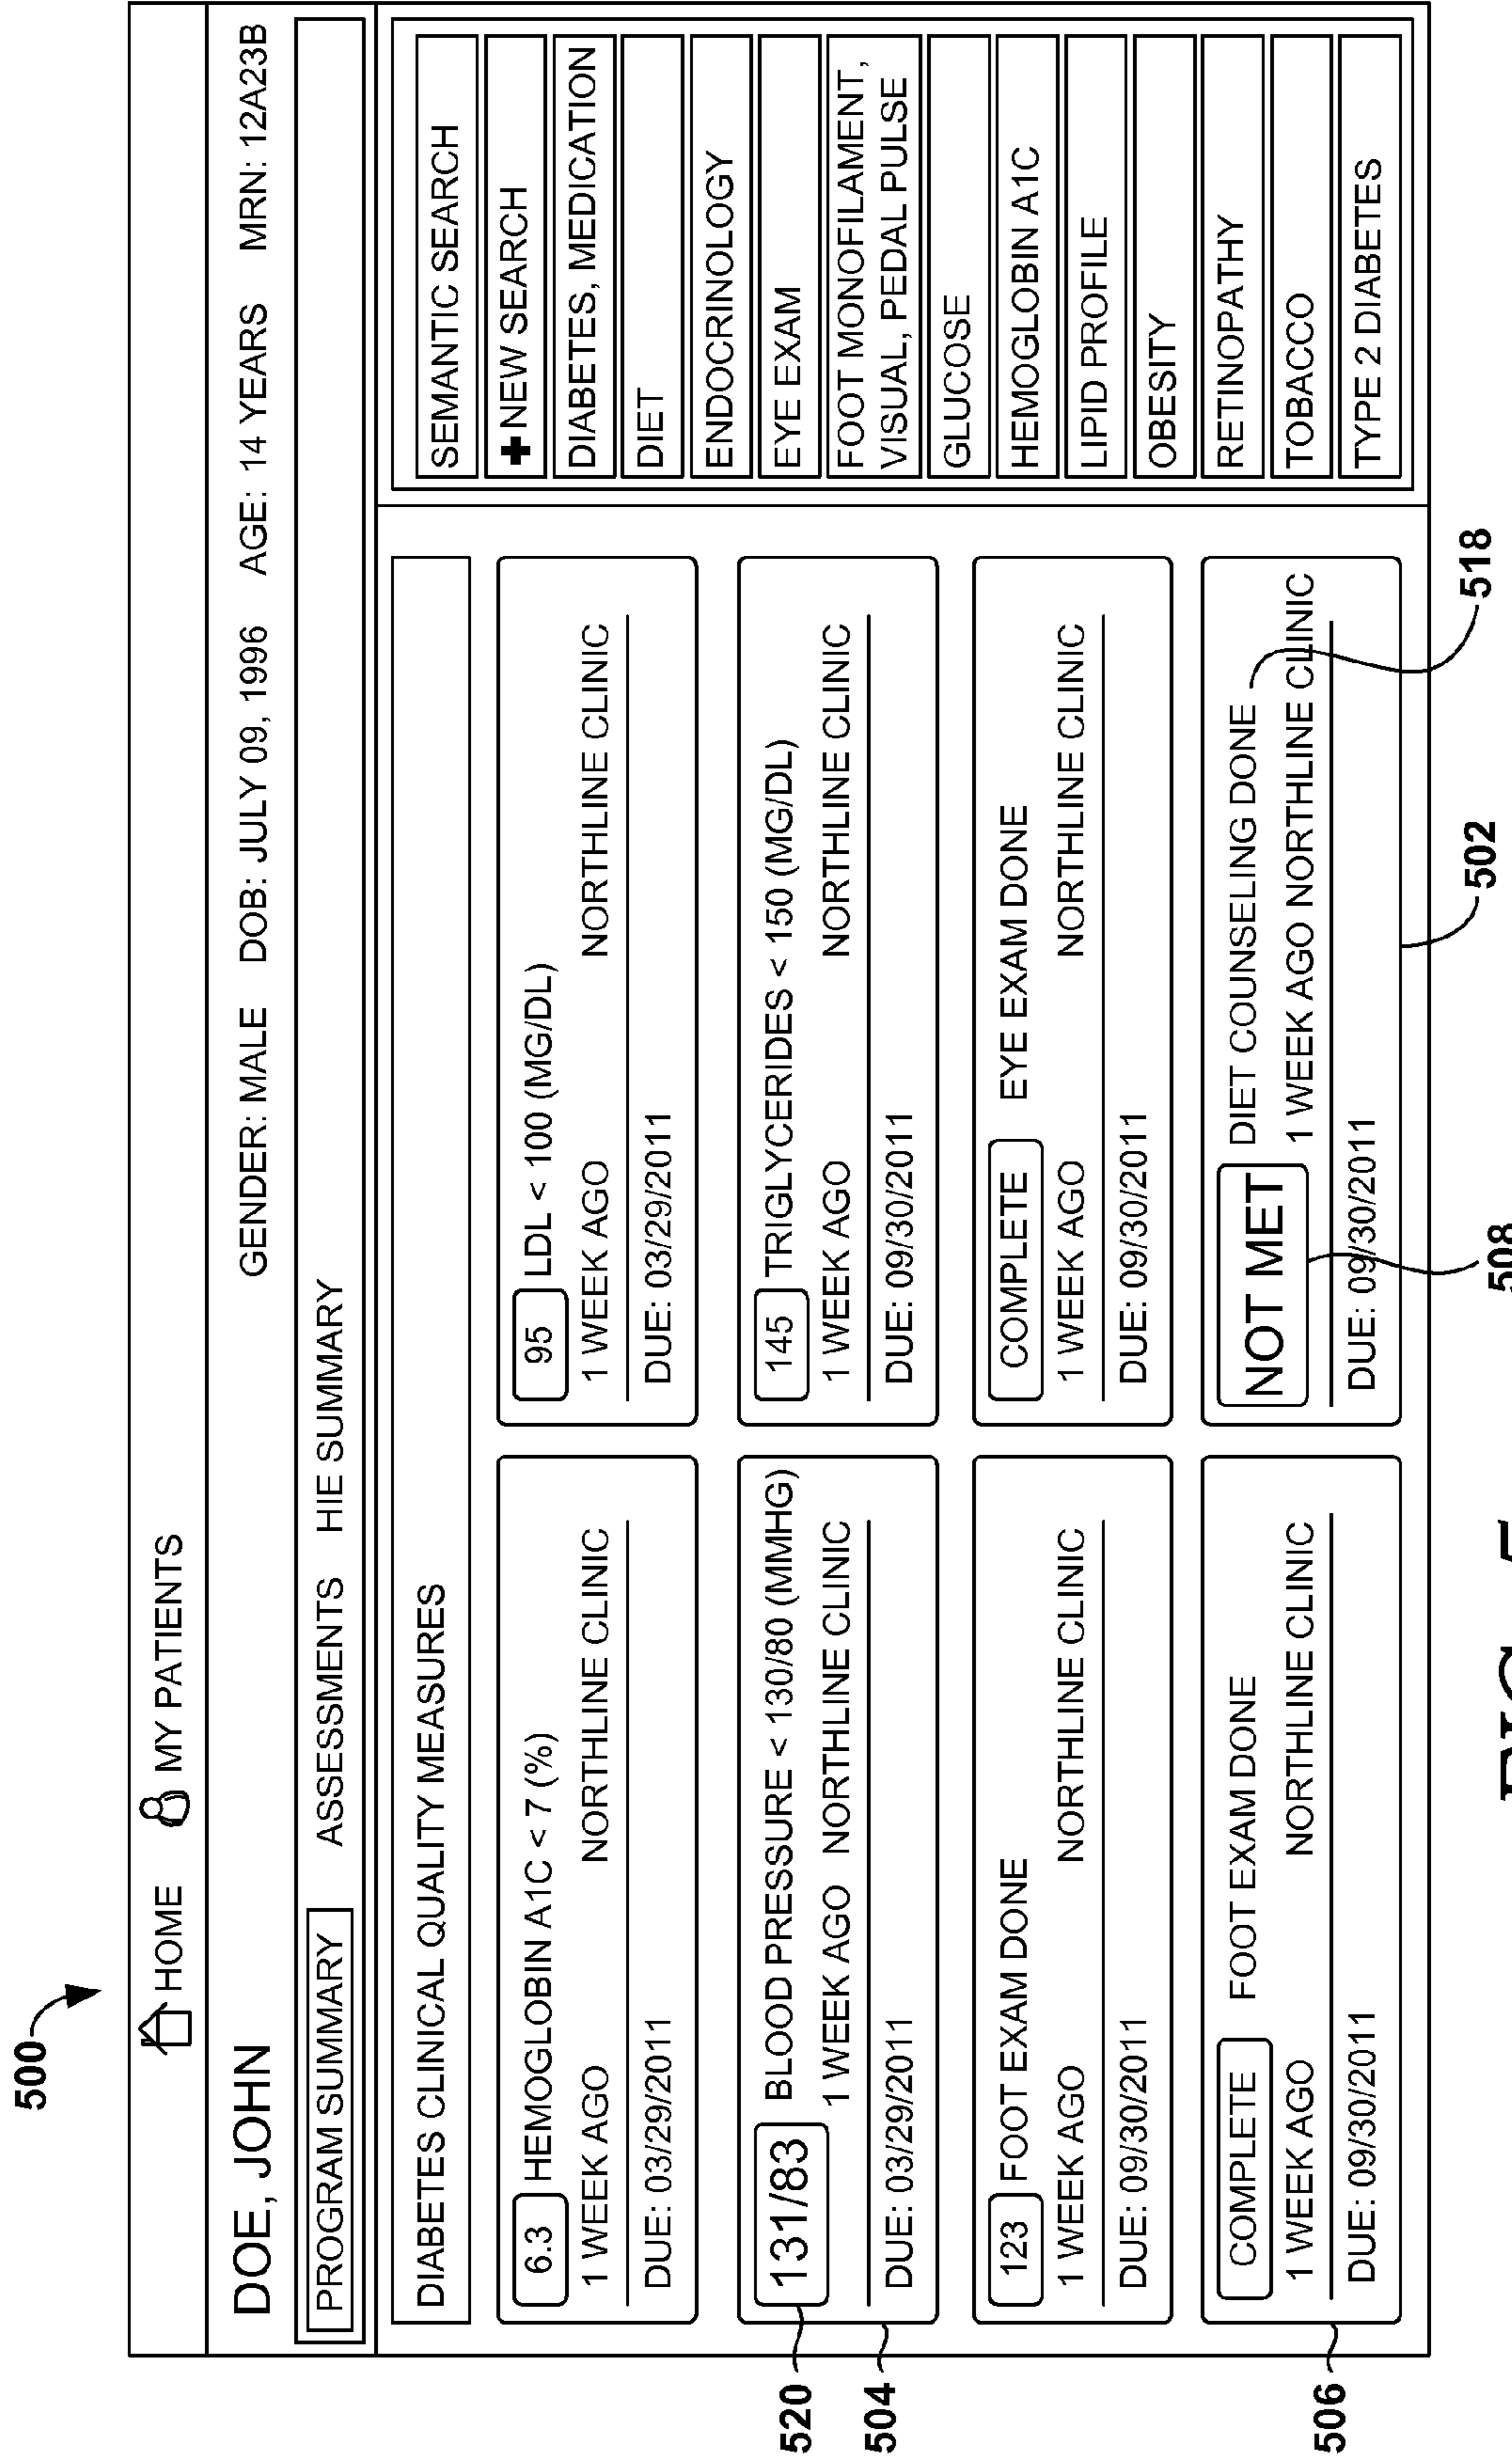 500
HOME MY PATIENTS
DOE, JOHN GENDER: MALE DOB: JULY 09, 1996 AGE: 14 YEARS MRN: 12A23B
PROGRAM SUMMARY ASSESSMENTS HIE SUMMARY
DIABETES CLINICAL QUALITY MEASURES
6.3 HEMOGLOBIN A1C < 7 (%)
1 WEEK AGO NORTHLINE CLINIC
DUE: 03/29/2011
95 LDL < 100 (MG/DL)
1 WEEK AGO NORTHLINE CLINIC
DUE: 03/29/2011
520
504
131/83 BLOOD PRESSURE < 130/80 (MMHG)
1 WEEK AGO NORTHLINE CLINIC
DUE: 03/29/2011
145 TRIGLYCERIDES < 150 (MG/DL)
1 WEEK AGO NORTHLINE CLINIC
DUE: 09/30/2011
123 FOOT EXAM DONE
1 WEEK AGO NORTHLINE CLINIC
DUE: 09/30/2011
COMPLETE EYE EXAM DONE
1 WEEK AGO NORTHLINE CLINIC
DUE: 09/30/2011
506
COMPLETE FOOT EXAM DONE
1 WEEK AGO NORTHLINE CLINIC
DUE: 09/30/2011
NOT MET DIET COUNSELING DONE
1 WEEK AGO NORTHLINE CLINIC
DUE: 09/30/2011
SEMANTIC SEARCH
NEW SEARCH
DIABETES, MEDICATION
DIET
ENDOCRINOLOGY
EYE EXAM
FOOT MONOFILAMENT,
VISUAL, PEDAL PULSE
GLUCOSE
HEMOGLOBIN A1C
LIPID PROFILE
OBESITY
RETINOPATHY
TOBACCO
TYPE 2 DIABETES
508
502
518